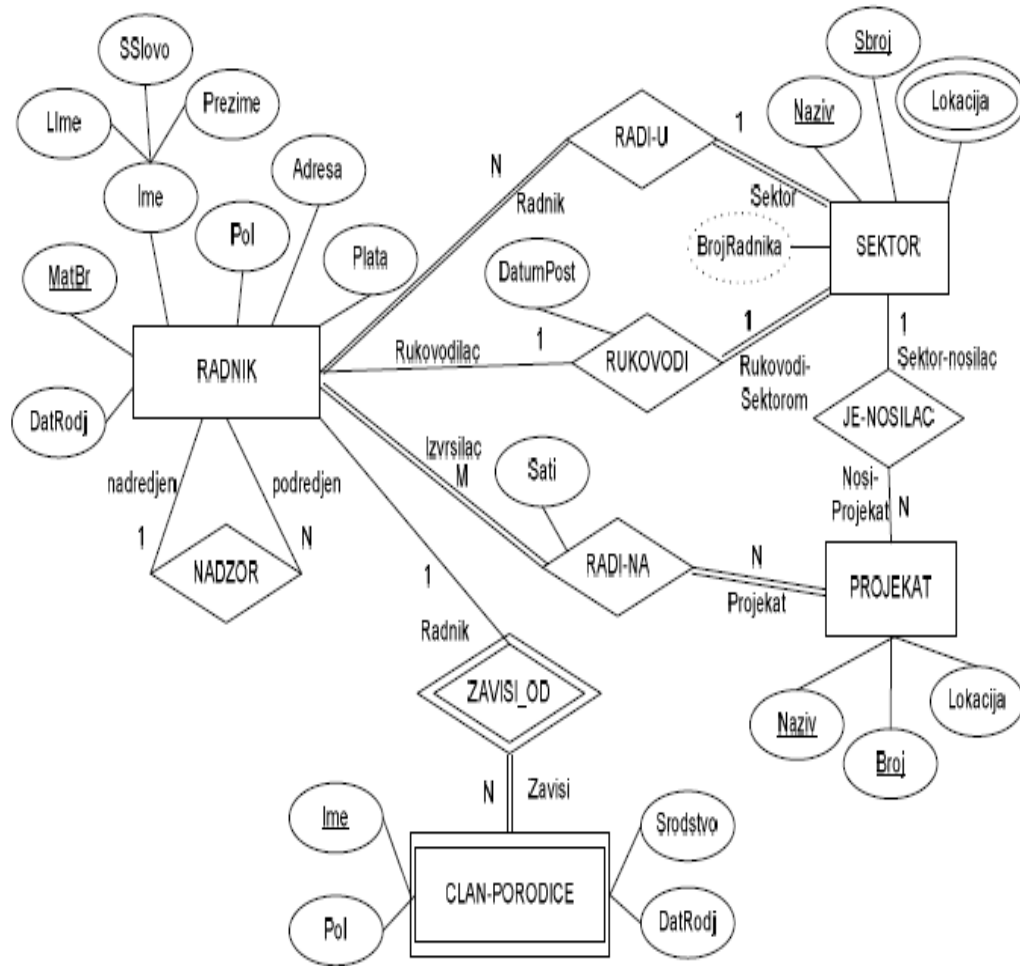 SSlovo
Sbroj
LIme
Prezime
Naziv
Lokacija
Ime
Adresa
N
RADI-U
1
Radnik
Sektor
Pol
BrojRadnika
SEKTOR
MatBr
Plata
DatumPost
RADNIK
Rukovodilac
1
RUKOVODI
1
Rukovodi-
Sektorom
1
Sektor-nosilac
DatRodj
JE-NOSILAC
nadredjen
podredjen
Izvrsilac
M
Sati
Nosi-
Projekat
N
1
N
NADZOR
RADI-NA
N
Projekat
PROJEKAT
1
Radnik
ZAVISI_OD
Naziv
Broj
Lokacija
N
Zavisi
Ime
Srodstvo
CLAN-PORODICE
Pol
DatRodj